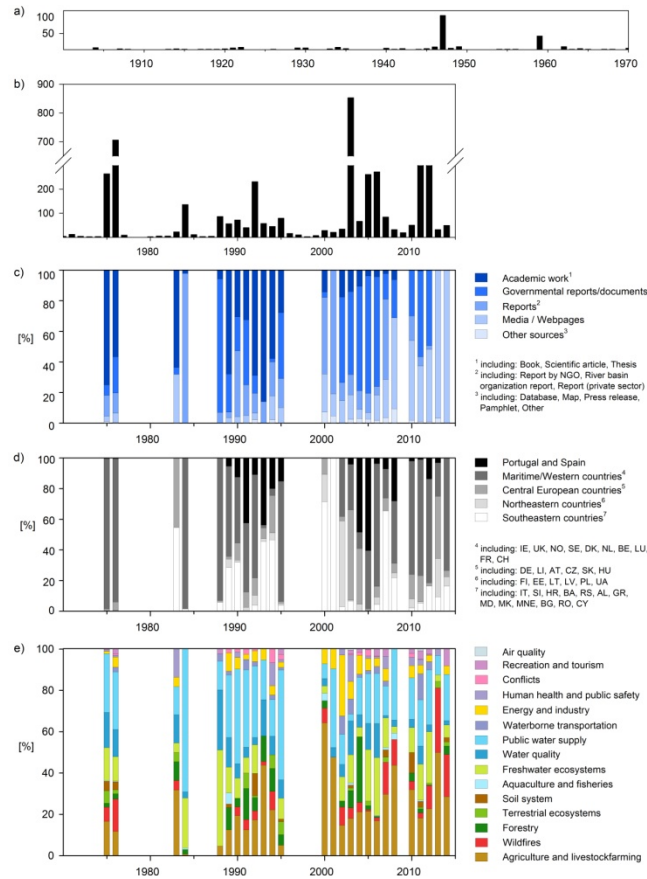 a)
100
50
1910 1920 1930 1940 1950 1960 1970
b)
900
800
700
600
200
100
1980 1990 2000 2010
c)
100
80
60
[%]
40
20
0
1980 1990 2000 2010
Academic work1
Governmental reports/documents
Reports2
Media / Webpages
Other sources3
1 including: Book, Scientific article, Thesis
2 including: Report by NGO, River basin
organization report, Report (private sector)
3 including: Database, Map, Press release,
Pamphlet, Other
d)
100
80
60
[%]
40
20
0
1980 1990 2000 2010
Portugal and Spain
Maritime/Western countries4
Central European countries5
Northeastern countries6
Southeastern countries7
4 including: IE, UK, NO, SE, DK, NL, BE, LU,
FR, CH
5 including: DE, LI, AT, CZ, SK, HU
6 including: FI, EE, LT, LV, PL, UA
7 including: IT, SI, HR, BA, RS, AL, GR,
MD, MK, MNE, BG, RO, CY
e)
100
80
60
[%]
40
20
0
1980 1990 2000 2010
Air quality
Recreation and tourism
Conflicts
Human health and public safety
Energy and industry
Waterborne transportation
Public water supply
Water quality
Freshwater ecosystems
Aquaculture and fisheries
Soil system
Terrestrial ecosystems
Forestry
Wildfires
Agriculture and livestockfarming